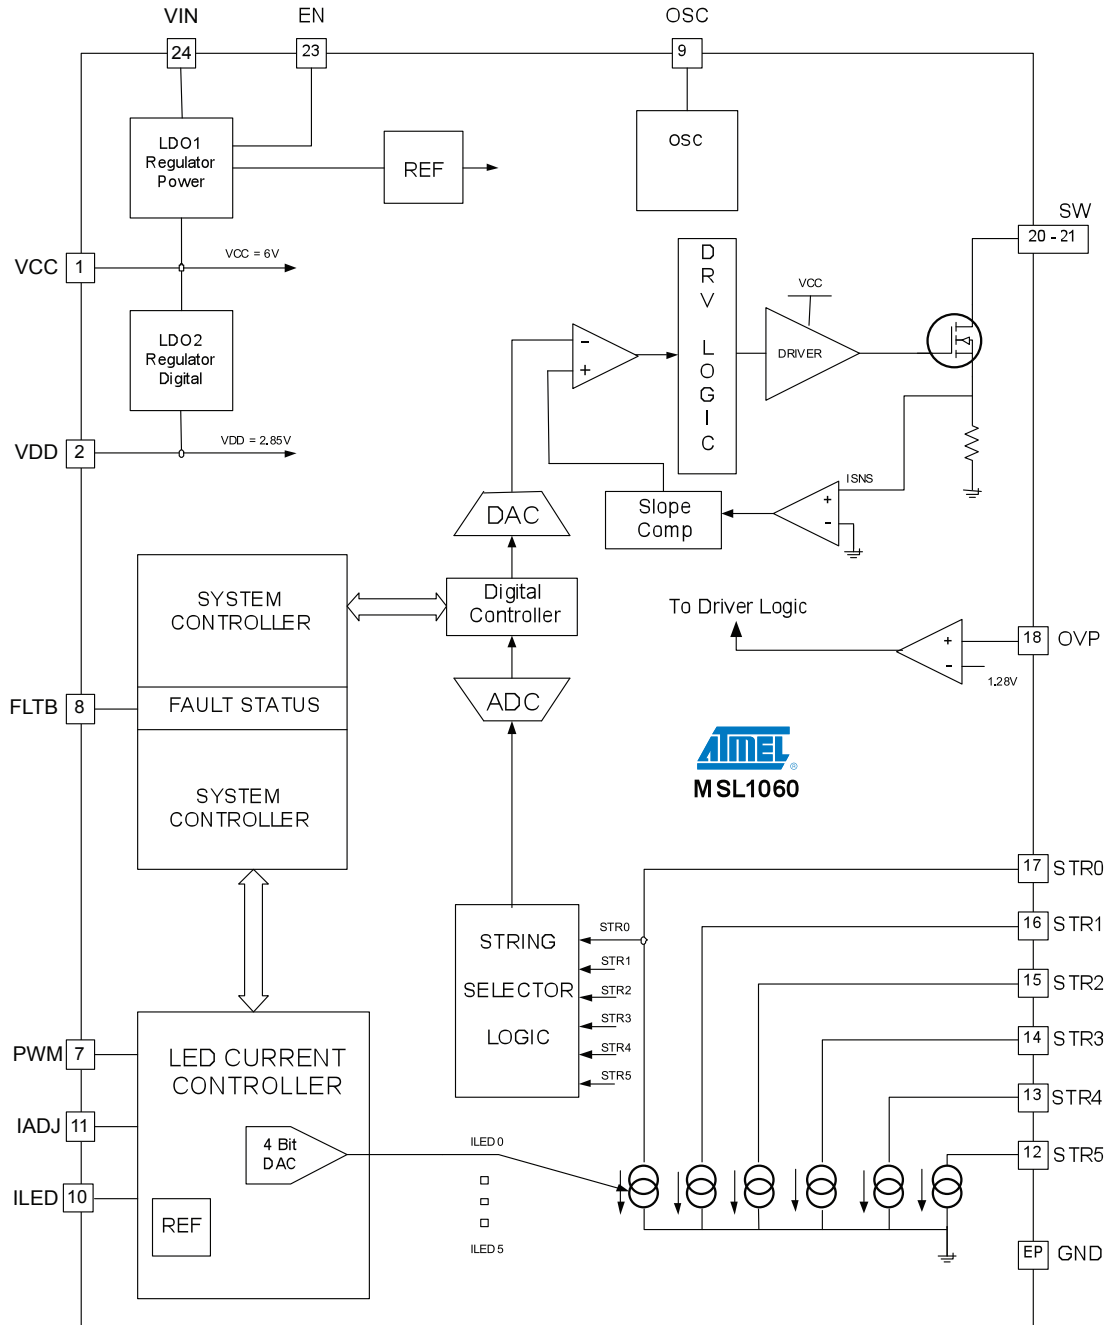 VIN
EN
OSC
24
23
9
LDO1
Regulator
Power
REF
OSC
SW
20 - 21
VCC
1
VCC = 6V
DRV LOGIC
VCC
LDO2
Regulator
Digital
-
+
DRIVER
VDD
2
VDD = 2.85V
ISNS
DAC
Slope
Comp
+
-
SYSTEM
CONTROLLER
Digital
Controller
To Driver Logic
+
-
1.28V
18
OVP
FLTB
8
FAULT STATUS
ADC
ATMEL
®
MSL1060
SYSTEM
CONTROLLER
17
STR0
STRING
SELECTOR
LOGIC
STR0
STR1
STR2
STR3
STR4
STR5
16
STR1
15
STR2
14
STR3
13
STR4
12
STR5
PWM
7
LED CURRENT
CONTROLLER
IADJ
11
4 Bit
DAC
ILED 0
ILED
10
REF
ILED 5
EP
GND